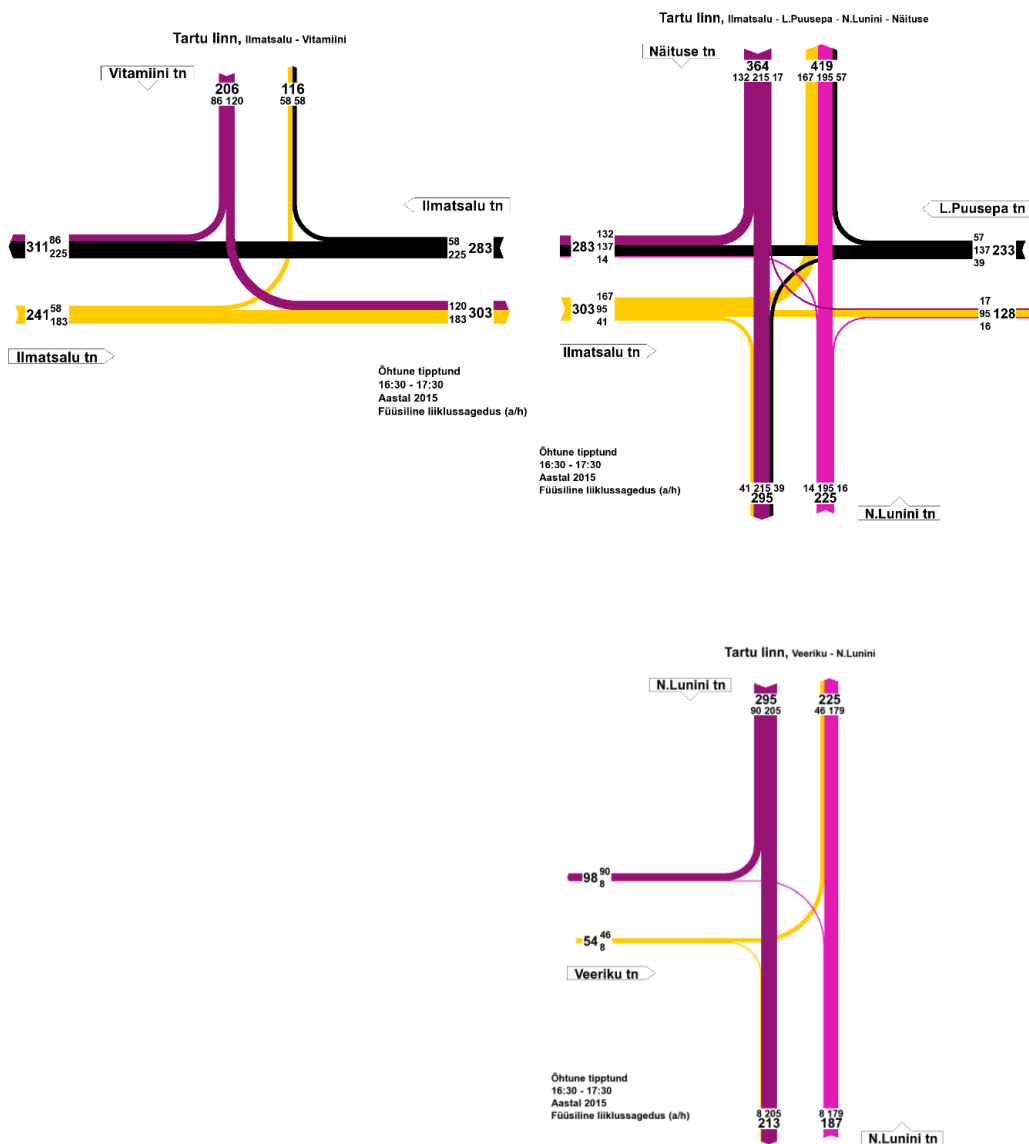 Tartu linn, Ilmatsalu - Vitamiini
Vitamiini tn
206
86 120
116
58 58
Ilmatsalu tn
311
86
225
58
225
283
241
58
183
120
183
303
Ilmatsalu tn
Õhtune tipptund
16:30 - 17:30
Aastal 2015
Füüsiline liiklussagedus (a/h)
Tartu linn, Ilmatsalu - L.Puusepa - N.Lunini - Näituse
Näituse tn
364
132 215 17
419
167 195 57
L.Puusepa tn
283
132
137
14
57
137
39
233
303
167
95
41
17
95
16
128
Ilmatsalu tn
Õhtune tipptund
16:30 - 17:30
Aastal 2015
Füüsiline liiklussagedus (a/h)
41 215 39
295
14 195 16
225
N.Lunini tn
Tartu linn, Veeriku - N.Lunini
N.Lunini tn
295
90 205
225
46 179
98
90
8
54
46
8
Veeriku tn
Õhtune tipptund
16:30 - 17:30
Aastal 2015
Füüsiline liiklussagedus (a/h)
8 205
213
8 179
187
N.Lunini tn